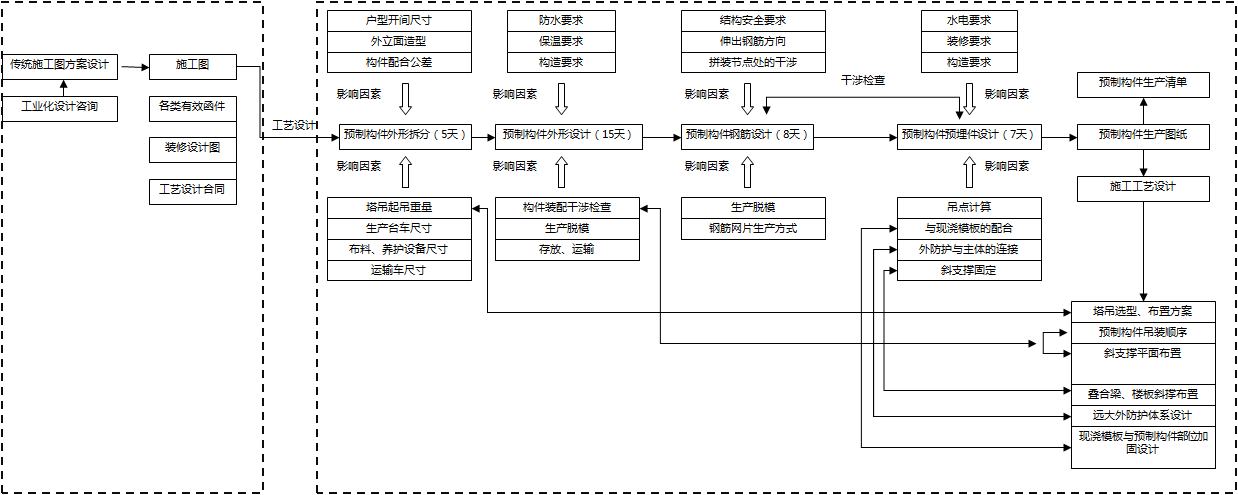 传统施工图方案设计
工业化设计咨询
施工图
各类有效函件
装修设计图
工艺设计合同
工艺设计
户型开间尺寸
外立面造型
构件配合公差
影响因素
预制构件外形拆分（5天）
影响因素
塔吊起吊重量
生产台车尺寸
布料、养护设备尺寸
运输车尺寸
防水要求
保温要求
构造要求
影响因素
预制构件外形设计（15天）
影响因素
构件装配干涉检查
生产脱模
存放、运输
结构安全要求
伸出钢筋方向
拼装节点处的干涉
影响因素
预制构件钢筋设计（8天）
影响因素
生产脱模
钢筋网片生产方式
干涉检查
水电要求
装修要求
构造要求
影响因素
预制构件预埋件设计（7天）
影响因素
吊点计算
与现浇模板的配合
外防护与主体的连接
斜支撑固定
预制构件生产清单
预制构件生产图纸
施工工艺设计
塔吊选型、布置方案
预制构件吊装顺序
斜支撑平面布置
叠合梁、楼板斜撑布置
远大外防护体系设计
现浇模板与预制构件部位加
固设计